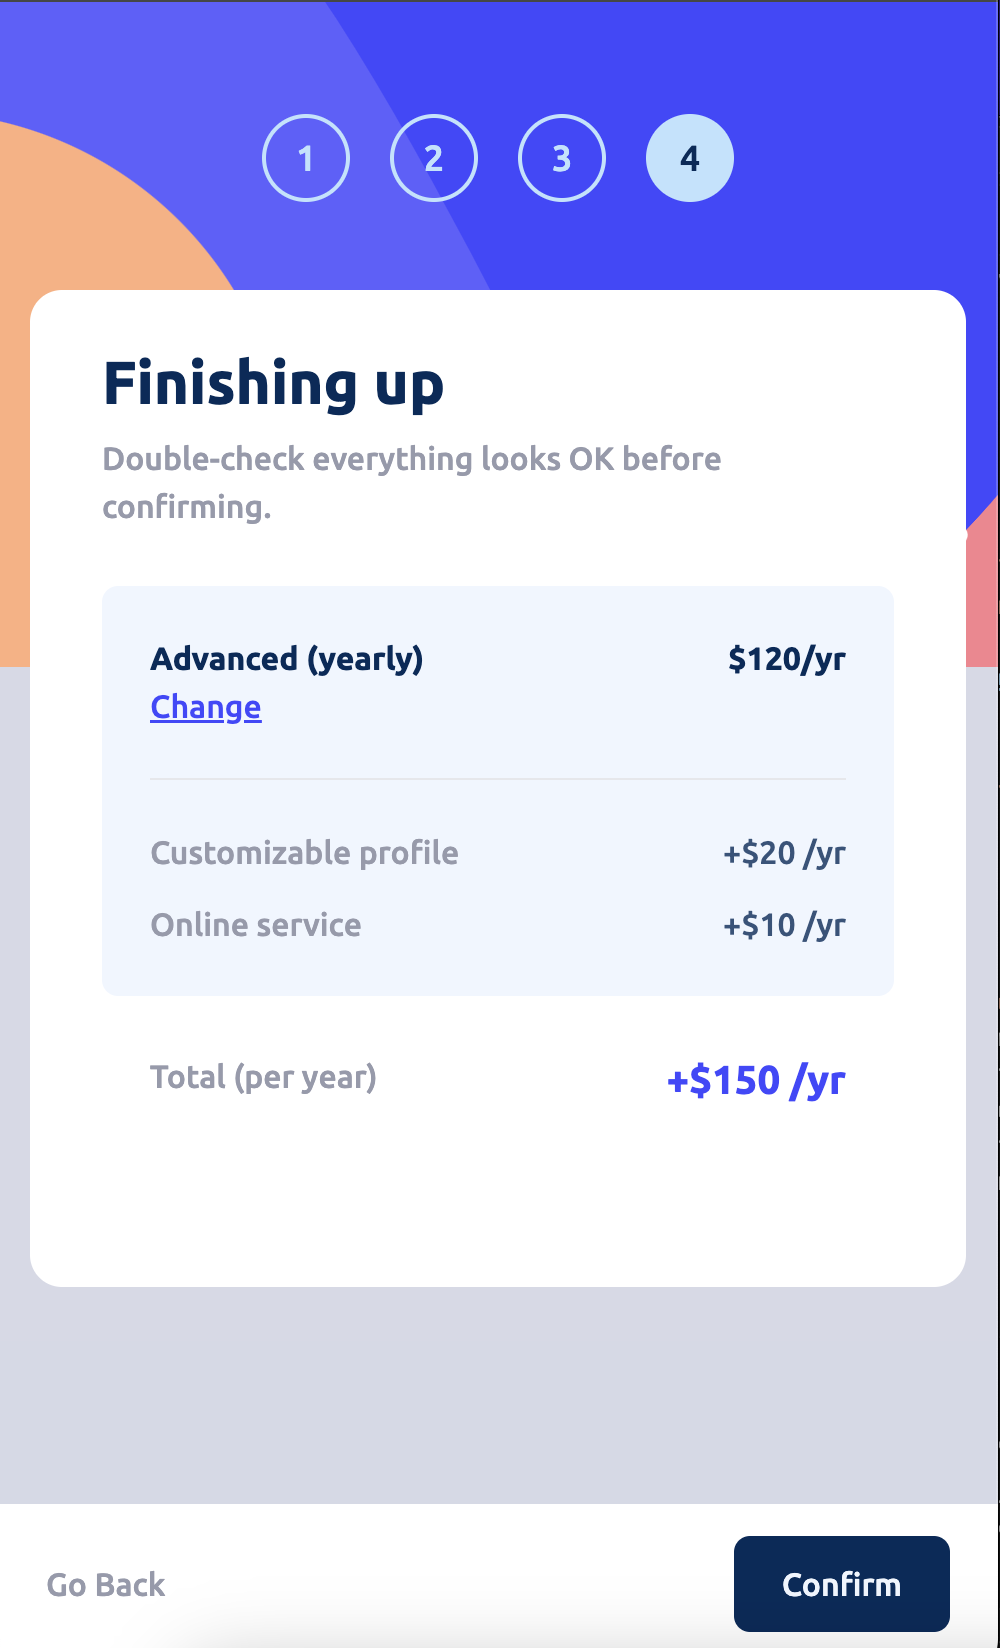 1 2 3 4
Finishing up
Double-check everything looks OK before
confirming.
Advanced (yearly) $120/yr
Change
Customizable profile +$20 /yr
Online service +$10 /yr
Total (per year) +$150 /yr
Go Back Confirm